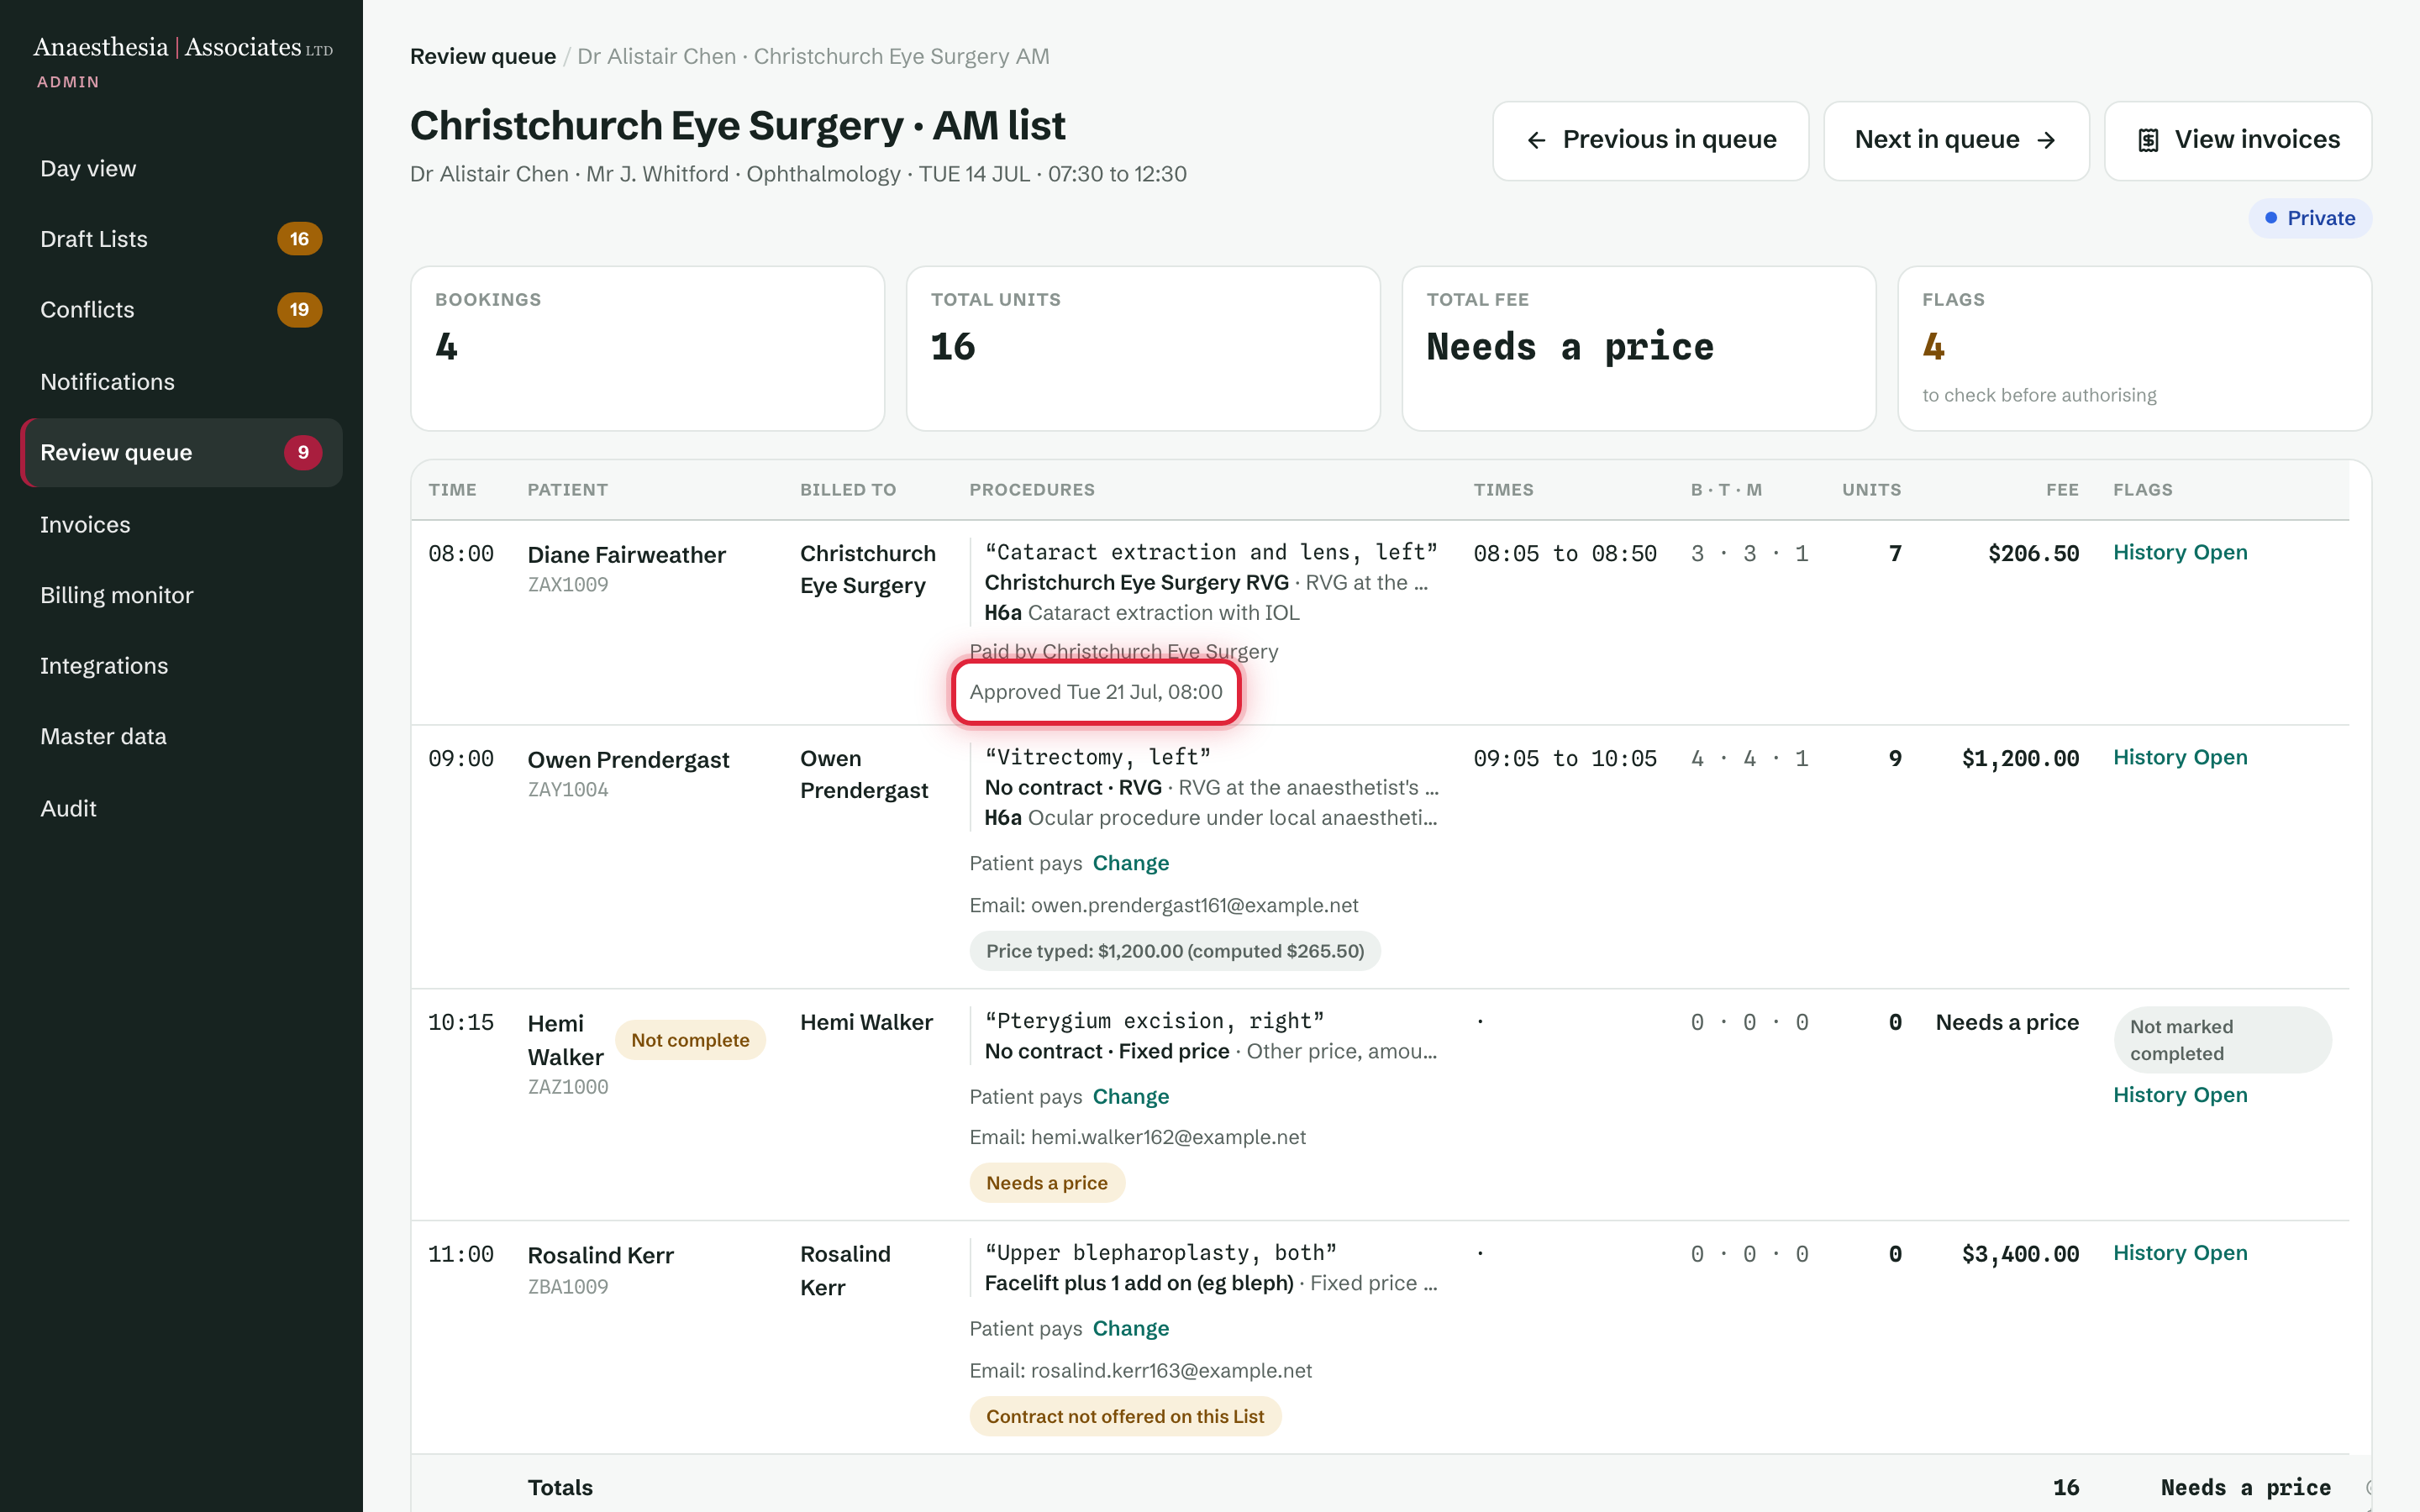 Anaesthesia | Associates LTD
ADMIN
Day view
Draft Lists 16
Conflicts 19
Notifications
Review queue 9
Invoices
Billing monitor
Integrations
Master data
Audit
Review queue / Dr Alistair Chen · Christchurch Eye Surgery AM
Christchurch Eye Surgery · AM list
Dr Alistair Chen · Mr J. Whitford · Ophthalmology · TUE 14 JUL · 07:30 to 12:30
← Previous in queue
Next in queue →
View invoices
Private
BOOKINGS
4
TOTAL UNITS
16
TOTAL FEE
Needs a price
FLAGS
4
to check before authorising
TIME PATIENT BILLED TO PROCEDURES TIMES B · T · M UNITS FEE FLAGS
08:00
Diane Fairweather
ZAX1009
Christchurch
Eye Surgery
“Cataract extraction and lens, left”
Christchurch Eye Surgery RVG · RVG at the ...
H6a Cataract extraction with IOL
Paid by Christchurch Eye Surgery
Approved Tue 21 Jul, 08:00
08:05 to 08:50
3 · 3 · 1
7
$206.50
History Open
09:00
Owen Prendergast
ZAY1004
Owen
Prendergast
“Vitrectomy, left”
No contract · RVG · RVG at the anaesthetist's ...
H6a Ocular procedure under local anaestheti...
Patient pays Change
Email: owen.prendergast161@example.net
Price typed: $1,200.00 (computed $265.50)
09:05 to 10:05
4 · 4 · 1
9
$1,200.00
History Open
10:15
Hemi
Walker
Not complete
ZAZ1000
Hemi Walker
“Pterygium excision, right”
No contract · Fixed price · Other price, amou...
Patient pays Change
Email: hemi.walker162@example.net
Needs a price
·
0 · 0 · 0
0
Needs a price
Not marked
completed
History Open
11:00
Rosalind Kerr
ZBA1009
Rosalind
Kerr
“Upper blepharoplasty, both”
Facelift plus 1 add on (eg bleph) · Fixed price ...
Patient pays Change
Email: rosalind.kerr163@example.net
Contract not offered on this List
·
0 · 0 · 0
0
$3,400.00
History Open
Totals 16 Needs a price